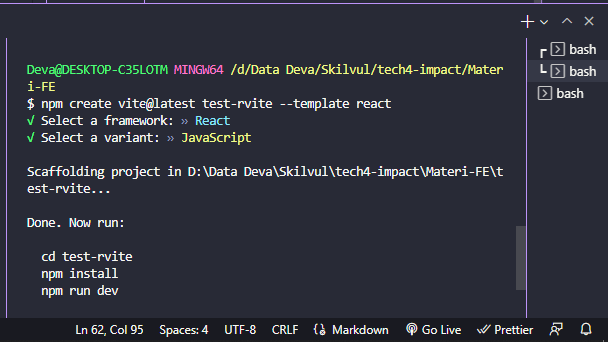 Deva@DESKTOP-C35LOTM MINGW64 /d/Data Deva/Skilvul/tech4-impact/Mater
i-FE
$ npm create vite@latest test-rvite --template react
√ Select a framework: » React
√ Select a variant: » JavaScript
Scaffolding project in D:\Data Deva\Skilvul\tech4-impact\Materi-FE\t
est-rvite...
Done. Now run:
cd test-rvite
npm install
npm run dev
bash
bash
bash
Ln 62, Col 95 Spaces: 4 UTF-8 CRLF Markdown Go Live Prettier